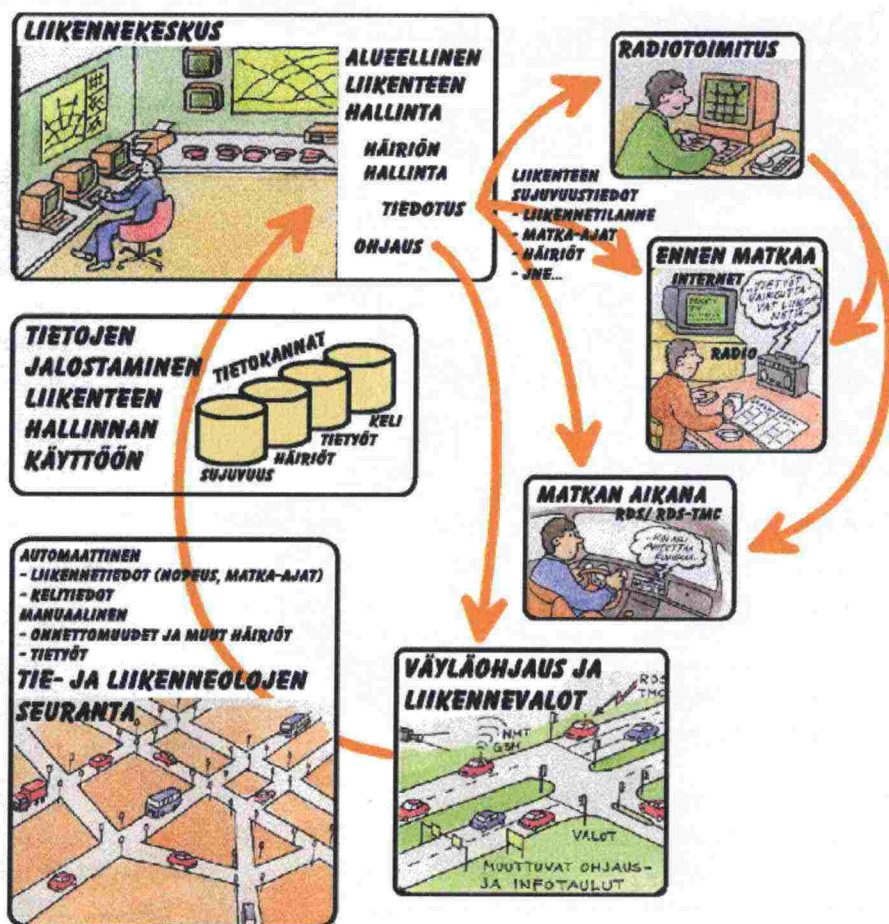 LIIKENNEKESKUS
ALUEELLINEN
LIIKENTEEN
HALLINTA
HÄIRIÖN
HALLINTA
TIEDOTUS
OHJAUS
LIIKENTEEN
SUJUVUUSTIEDOT
- LIIKENNETILANNE
- MATKA-AJAT
- HÄIRIÖT
- JNE...
RADIOTOIMITUS
ENNEN MATKAA
INTERNET
RADIO
TIETYÖT
VAIKUTTA-
TIETOJEN
JALOSTAMINEN
LIIKENTEEN
HALLINNAN
KÄYTTÖÖN
TIETOKANNAT
SUJUVUUS
HÄIRIÖT
TIETYÖT
KELI
MATKAN AIKANA
RDS/ RDS-TMC
AUTOMAATTINEN
- LIIKENNETIEDOT (NOPEUS, MATKA-AJAT)
- KELITIEDOT
MANUAALINEN
- ONNETTOMUUDET JA MUUT HÄIRIÖT
- TIETYÖT
TIE- JA LIIKENNEOLOJEN
SEURANTA
VÄYLÄOHJAUS JA
LIIKENNEVALOT
RDS
TMC
NMT
GSM
VALOT
MUUTTUVAT OHJAUS-
JA INFOTAULUT